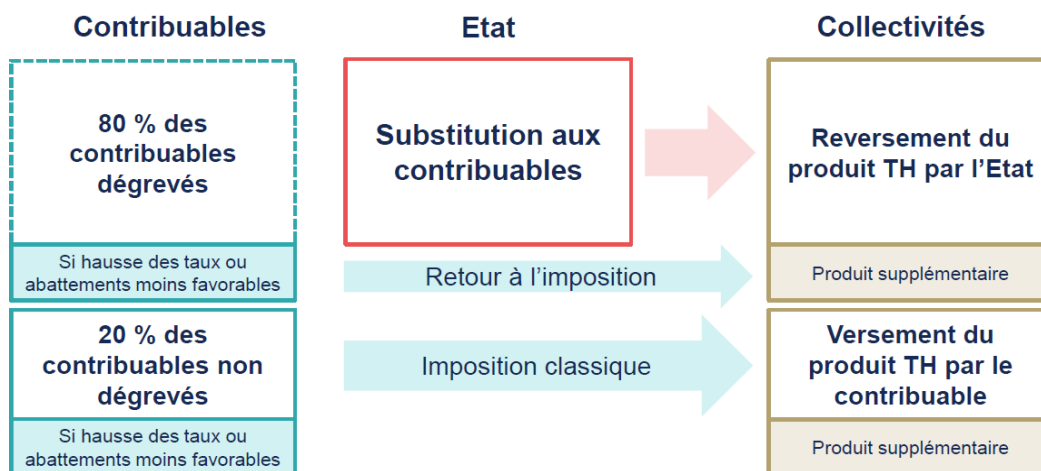 Contribuables
Etat
Collectivités
80 % des
contribuables
dégrevés
Substitution aux
contribuables
Reversement du
produit TH par l'Etat
Si hausse des taux ou
abattements moins favorables
Retour à l'imposition
Produit supplémentaire
20 % des
contribuables non
dégrevés
Imposition classique
Versement du
produit TH par le
contribuable
Si hausse des taux ou
abattements moins favorables
Produit supplémentaire